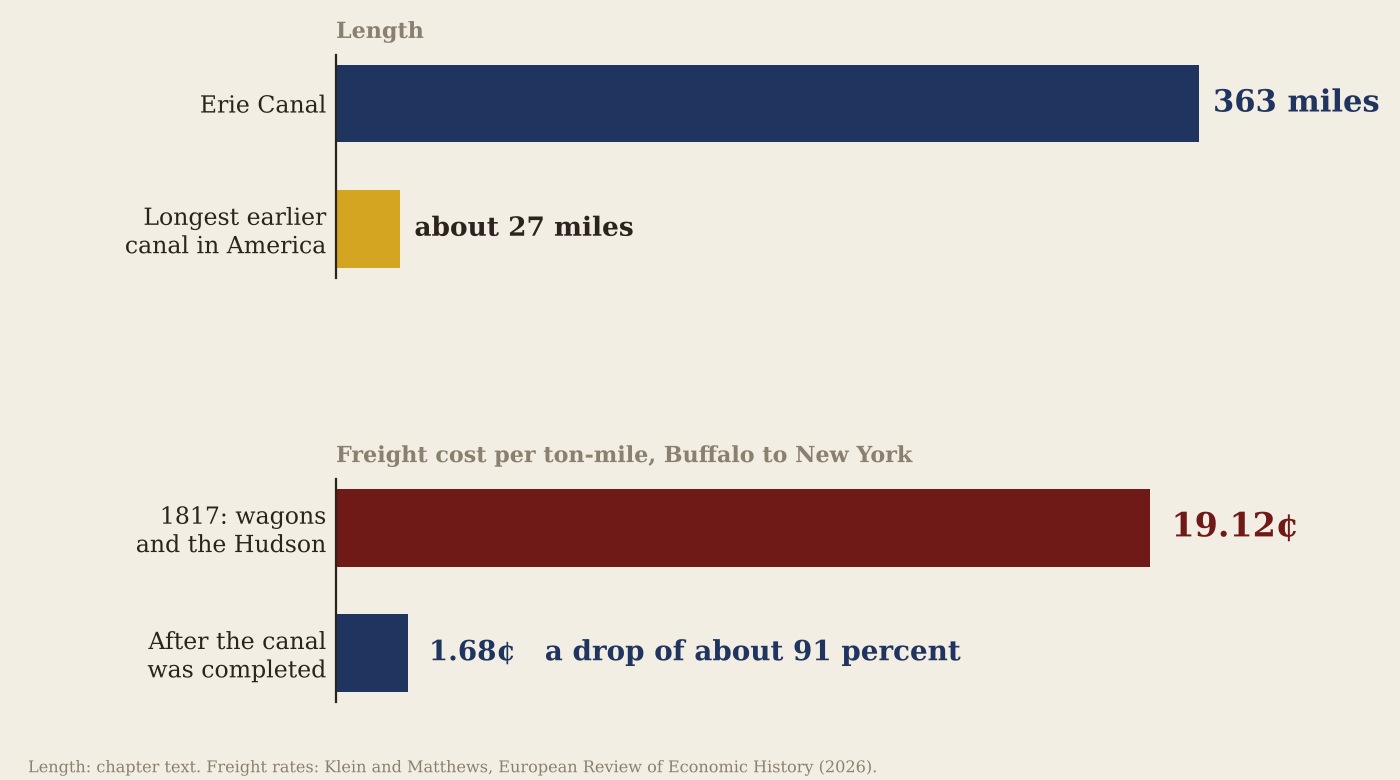 Length
Erie Canal
363 miles
Longest earlier
canal in America
about 27 miles
Freight cost per ton-mile, Buffalo to New York
1817: wagons
and the Hudson
19.12¢
After the canal
was completed
1.68¢ a drop of about 91 percent
Length: chapter text. Freight rates: Klein and Matthews, European Review of Economic History (2026).